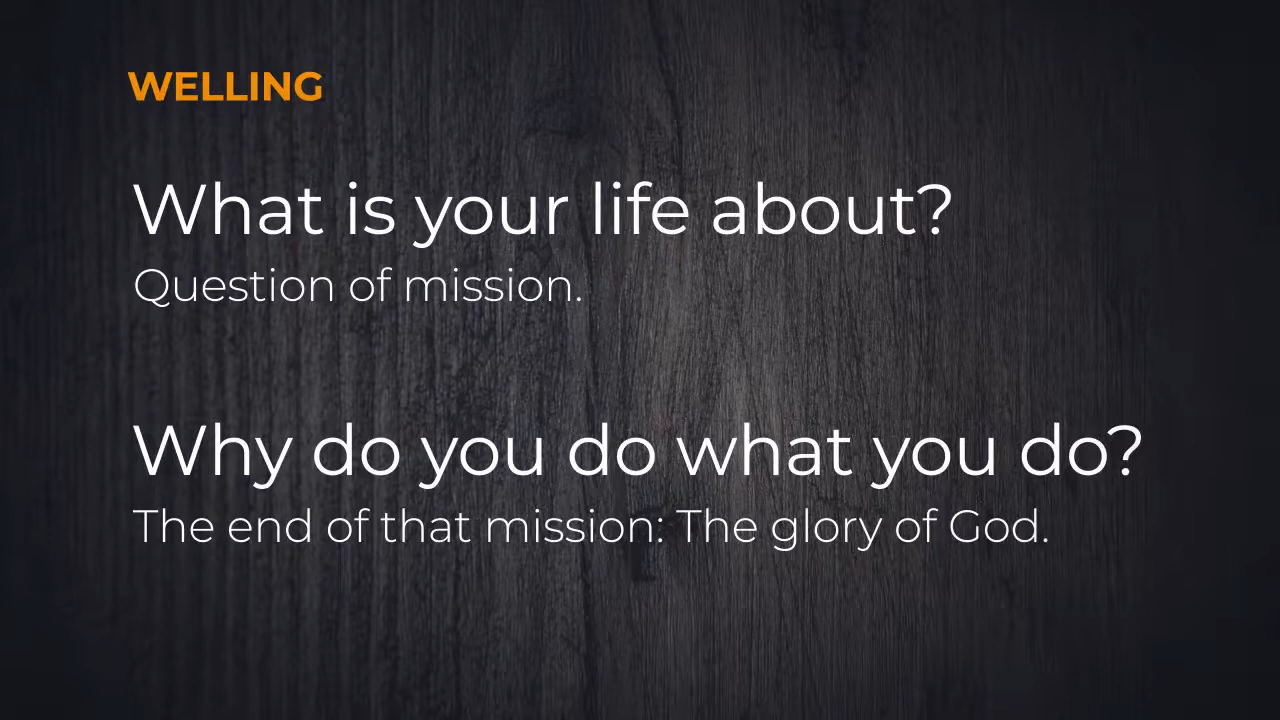 WELLING
What is your life about?
Question of mission.
Why do you do what you do?
The end of that mission: The glory of God.